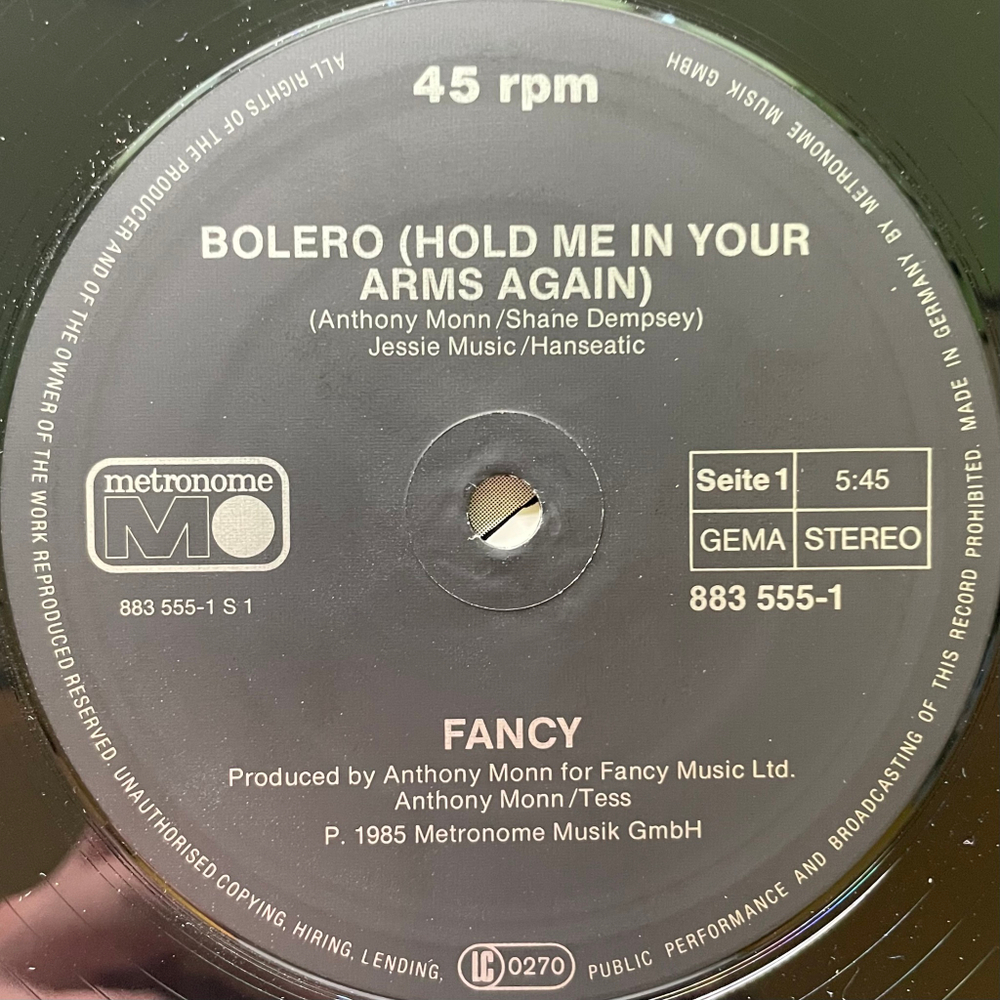 45 rpm
BOLERO (HOLD ME IN YOUR
ARMS AGAIN)
(Anthony Monn/Shane Dempsey)
Jessie Music/Hanseatic
metronome
MO
883 555-1 S 1
Seite 1 5:45
GEMA STEREO
883 555-1
FANCY
Produced by Anthony Monn for Fancy Music Ltd.
Anthony Monn/Tess
P. 1985 Metronome Musik GmbH
ALL RIGHTS OF THE PRODUCER AND OF THE OWNER OF THE WORK REPRODUCED RESERVED. UNAUTHORISED COPYING, HIRING, LENDING, PUBLIC PERFORMANCE AND BROADCASTING OF THIS RECORD PROHIBITED. MADE IN GERMANY BY METRONOME MUSIK GMBH
LC 0270